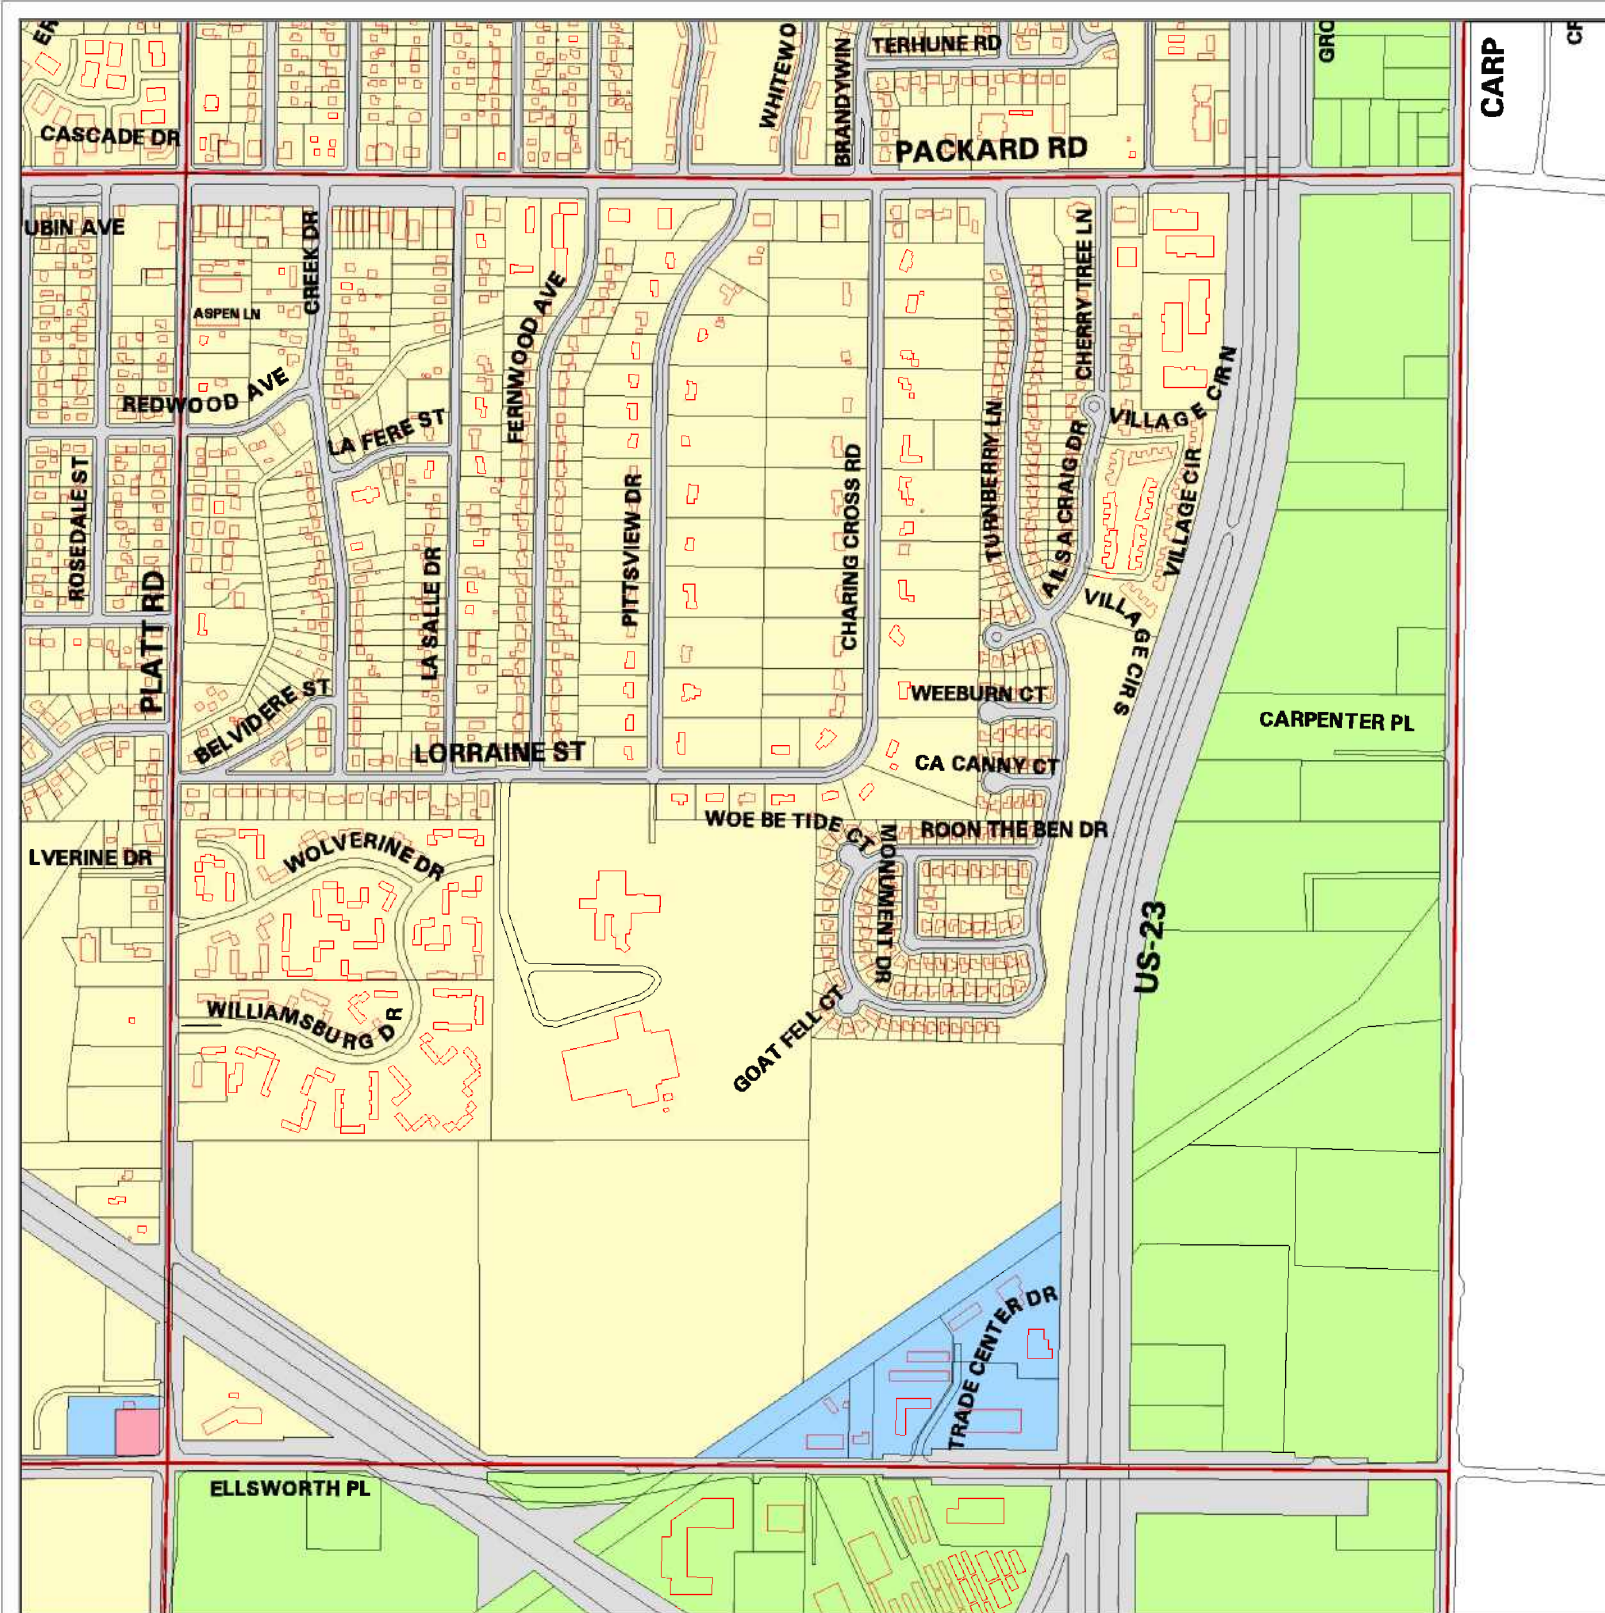 ER
TERHUNE RD
WHITEWO
BRANDYWIN
GRO
CARP
CASCADE DR
PACKARD RD
UBIN AVE
CREEK DR
CHERRY TREE LN
ASPEN LN
FERNWOOD AVE
REDWOOD AVE
LA FERE ST
VILLAGE CIR N
TURNBERRY LN
AILSA CRAIG DR
VILLAGE CIR
ROSEDALE ST
PITTSVIEW DR
CHARING CROSS RD
LA SALLE DR
PLATT RD
VILLAGE CIR S
WEEBURN CT
BELVIDERE ST
CARPENTER PL
LORRAINE ST
CA CANNY CT
WOE BE TIDE CT
ROON THE BEN DR
LVERINE DR
WOLVERINE DR
MONUMENT DR
US-23
WILLIAMSBURG DR
GOAT FELL CT
TRADE CENTER DR
ELLSWORTH PL